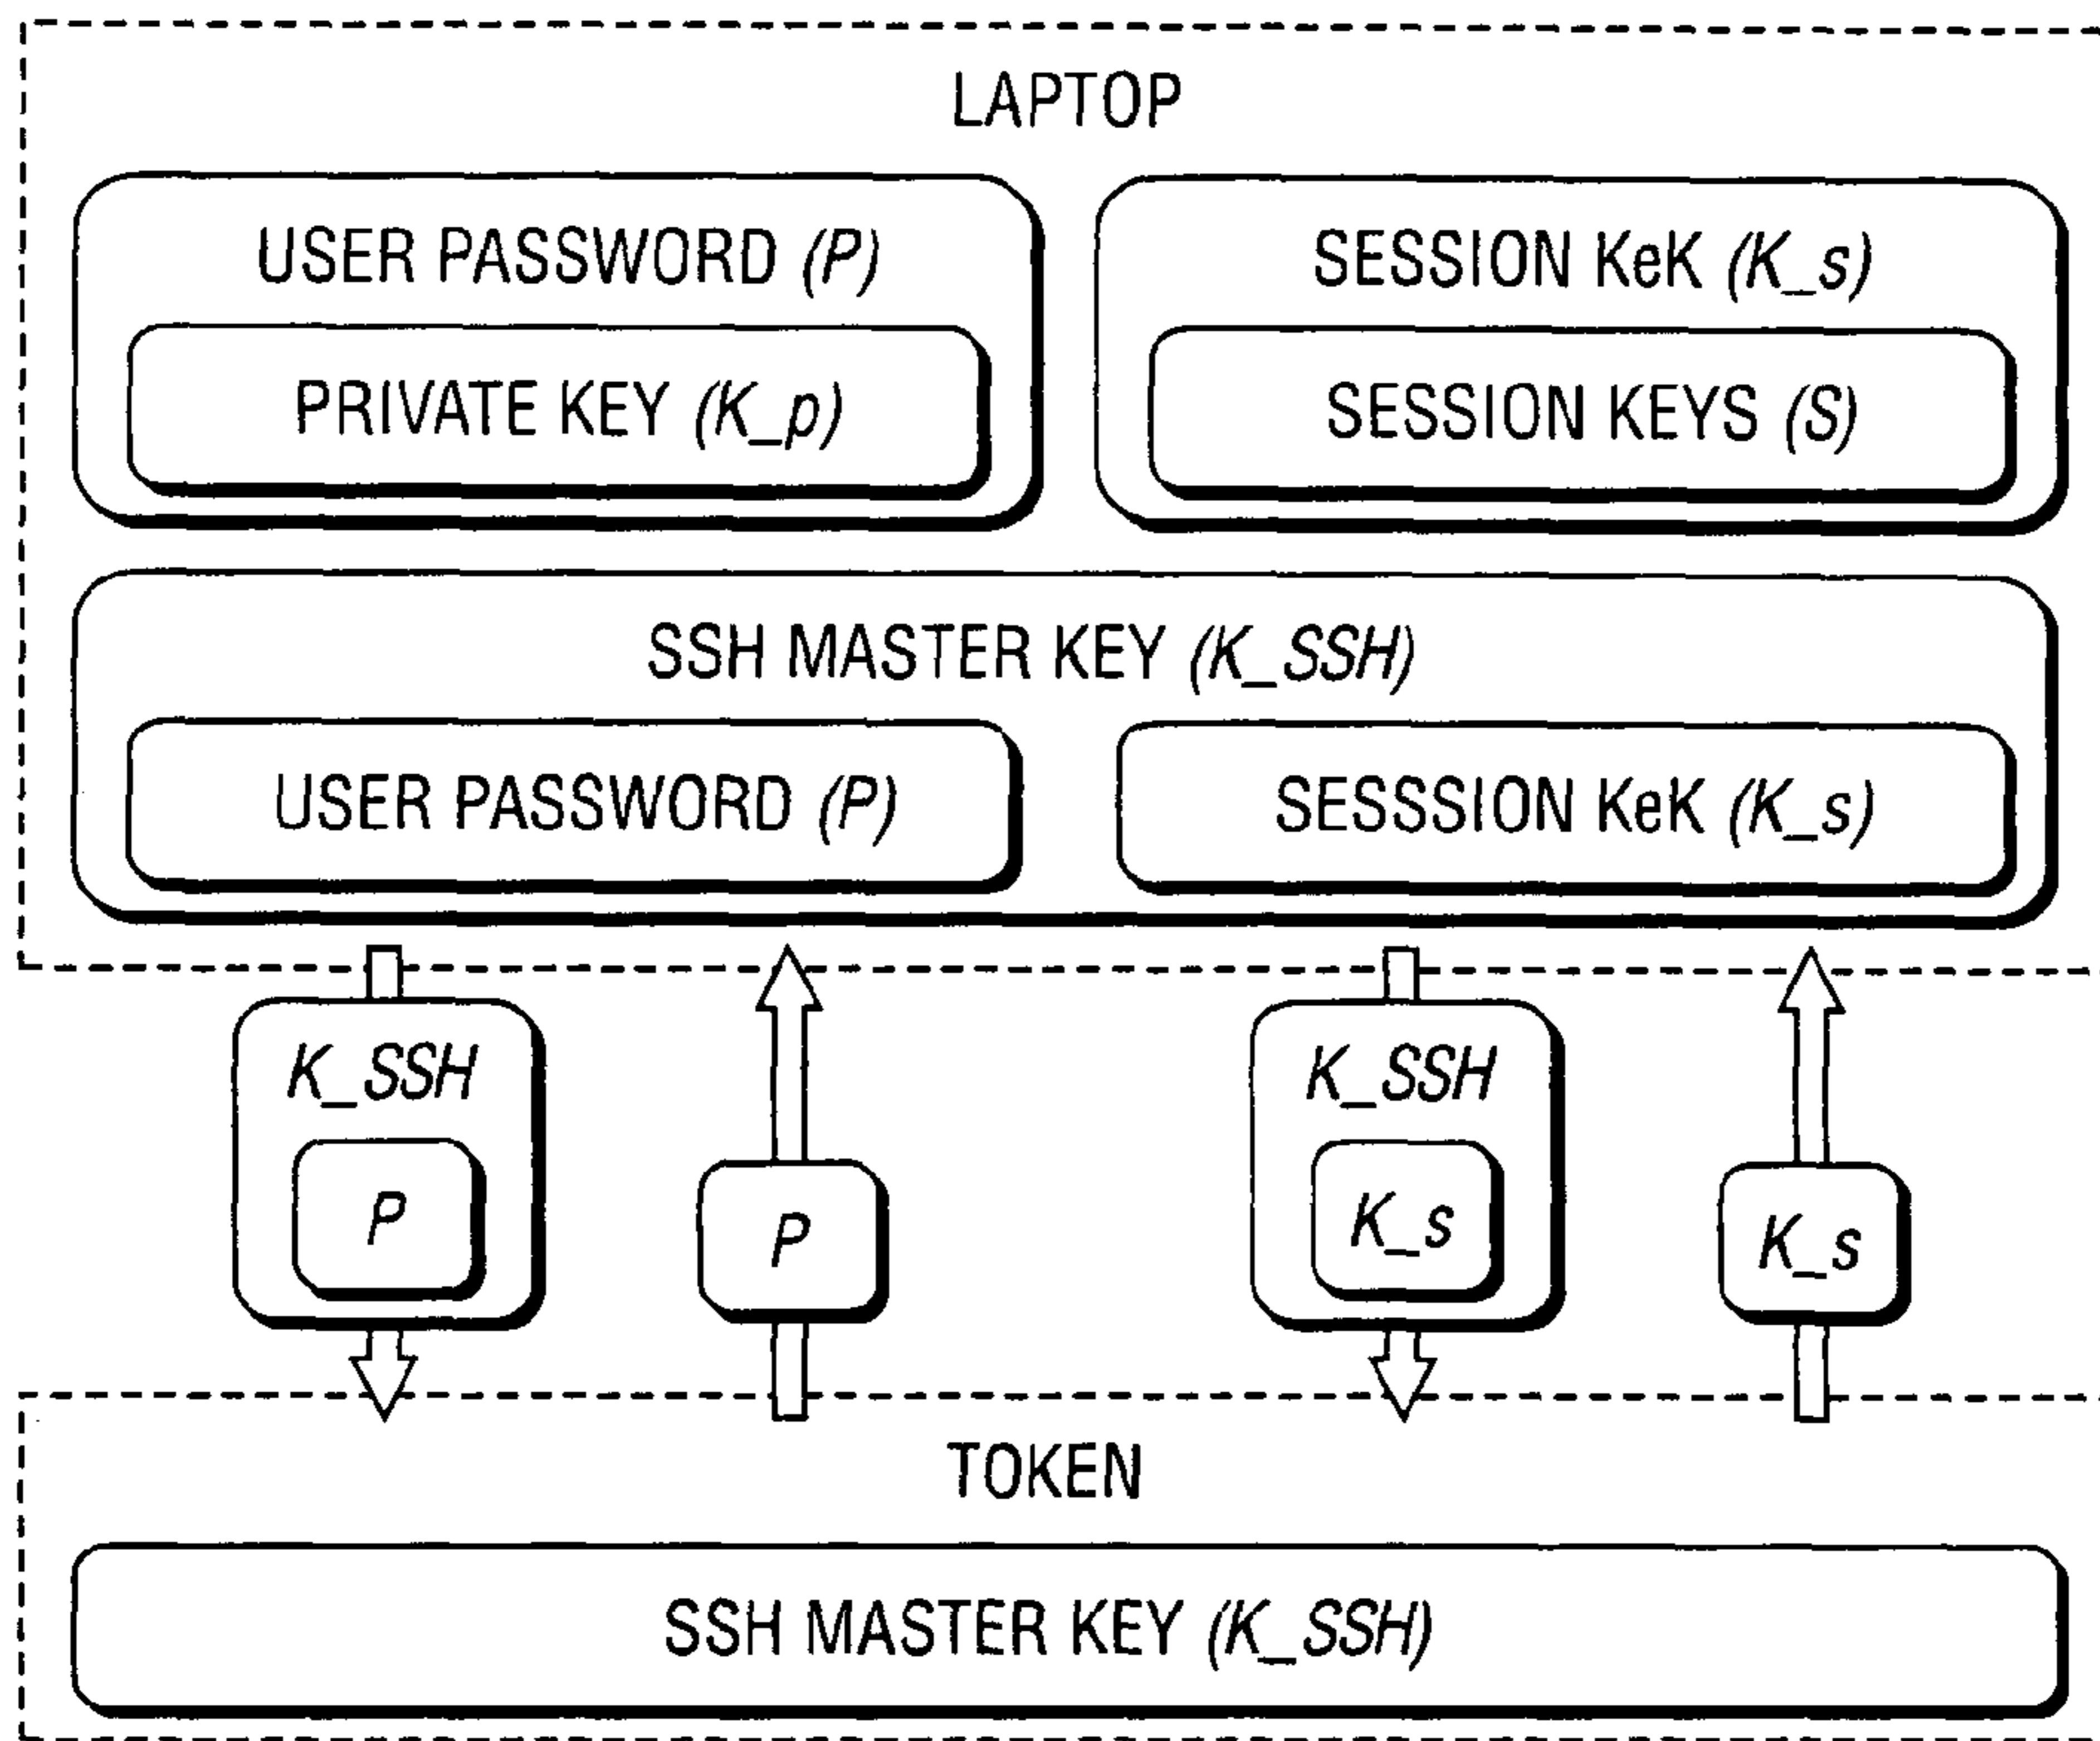 LAPTOP
USER PASSWORD (P)
PRIVATE KEY (K_p)
SESSION KeK (K_s)
SESSION KEYS (S)
SSH MASTER KEY (K_SSH)
USER PASSWORD (P)
SESSSION KeK (K_s)
K_SSH
P
P
K_SSH
K_s
K_s
TOKEN
SSH MASTER KEY (K_SSH)